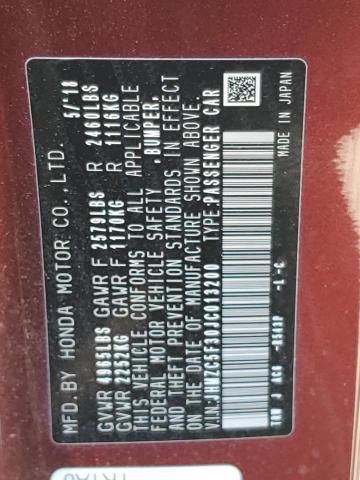 MFD.BY HONDA MOTOR CO.,LTD. 5/'18
GVWR 4965LBS GAWR F 2579LBS R 2460LBS
GVWR 2252KG GAWR F 1170KG R 1116KG
THIS VEHICLE CONFORMS TO ALL APPLICABLE
FEDERAL MOTOR VEHICLE SAFETY ,BUMPER,
AND THEFT PREVENTION STANDARDS IN EFFECT
ON THE DATE OF MANUFACTURE SHOWN ABOVE.
V.I.N.:JHMZC5F30JC013200 TYPE:PASSENGER CAR
MADE IN JAPAN